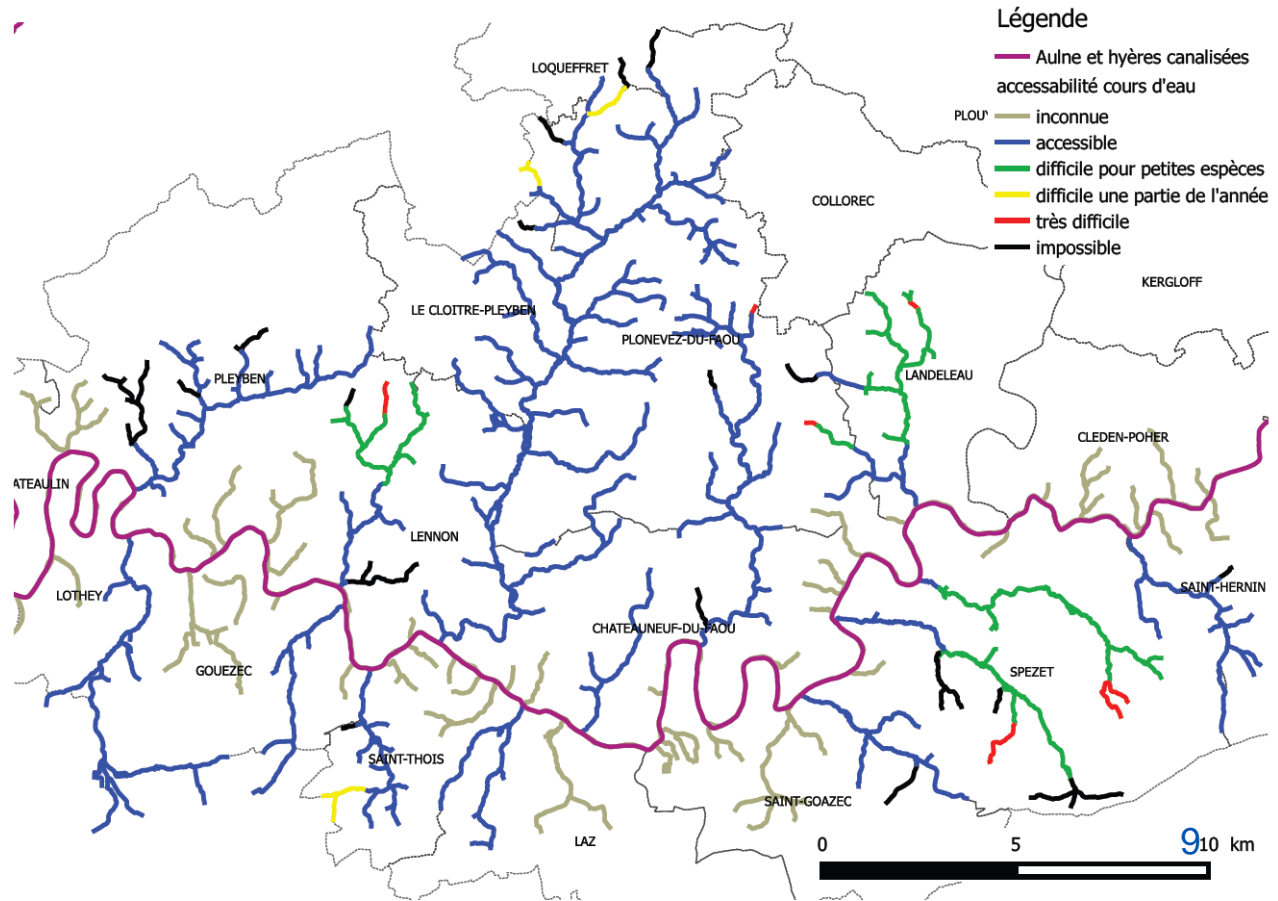 Légende
Aulne et hyères canalisées
accessabilité cours d'eau
inconnue
accessible
difficile pour petites espèces
difficile une partie de l'année
très difficile
impossible
LOQUEFFRET
PLOUY
COLLOREC
KERGLOFF
LE CLOITRE-PLEYBEN
PLONEVEZ-DU-FAOU
PLEYBEN
LANDELEAU
CLEDEN-POHER
ATEAULIN
LENNON
LOTHEY
SAINT-HERNIN
CHATEAUNEUF-DU-FAOU
GOUEZEC
SPEZET
SAINT-THOIS
SAINT-GOAZEC
LAZ
0 5 10 km
9